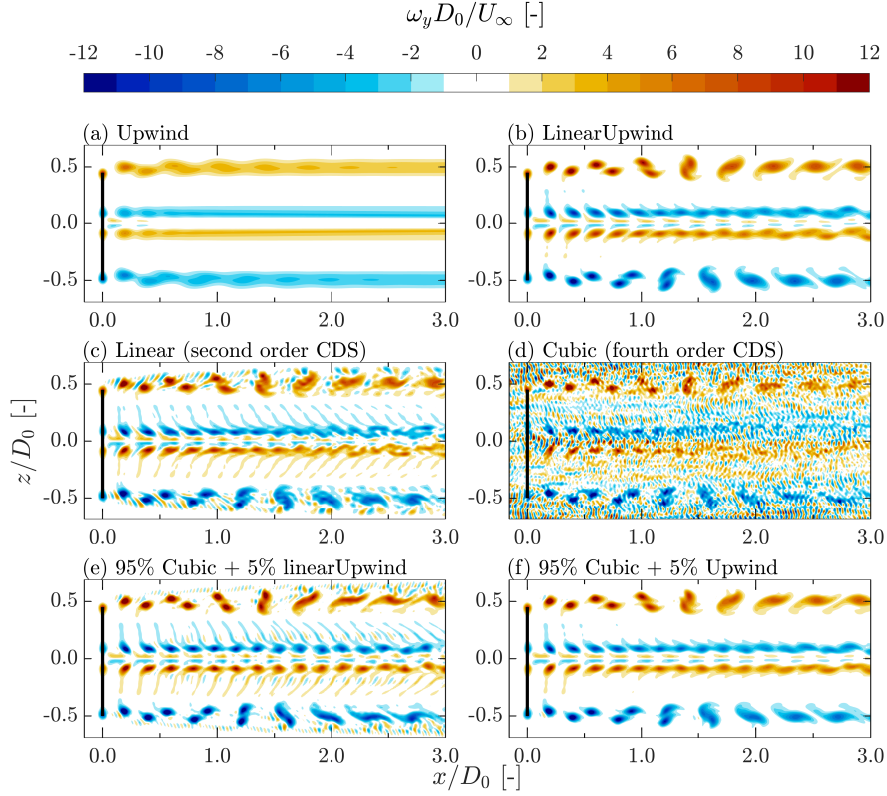 ω_y D_0/U_∞ [-]
-12 -10 -8 -6 -4 -2 0 2 4 6 8 10 12
(a) Upwind (b) LinearUpwind
0.5 0.5
0.0 0.0
-0.5 -0.5
0.0 1.0 2.0 3.0 0.0 1.0 2.0 3.0
(c) Linear (second order CDS) (d) Cubic (fourth order CDS)
0.5 0.5
z/D_0 [-]
0.0 0.0
-0.5 -0.5
0.0 1.0 2.0 3.0 0.0 1.0 2.0 3.0
(e) 95% Cubic + 5% linearUpwind (f) 95% Cubic + 5% Upwind
0.5 0.5
0.0 0.0
-0.5 -0.5
0.0 1.0 2.0 3.0 0.0 1.0 2.0 3.0
x/D_0 [-]